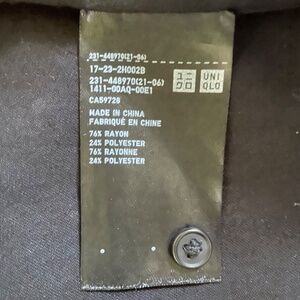 231-448970(21-06)
17-23-2H002B
231-448970(21-06)
1411-00AQ-00E1
CA59728
MADE IN CHINA
FABRIQUÉ EN CHINE
76% RAYON
24% POLYESTER
76% RAYONNE
24% POLYESTER
ユニ
クロ
UNI
QLO